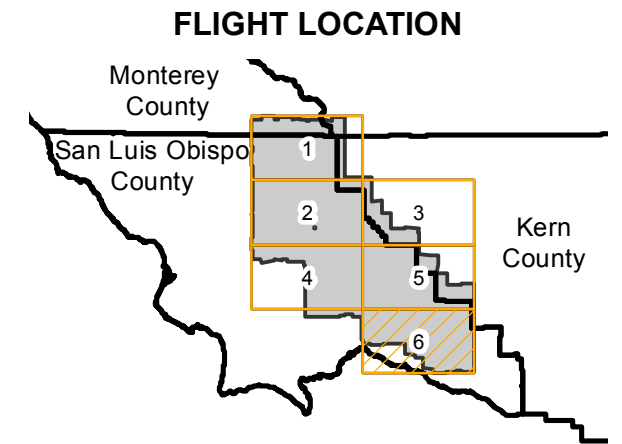 FLIGHT LOCATION
Monterey
County
San Luis Obispo
County
1
2
3
Kern
County
4
5
6